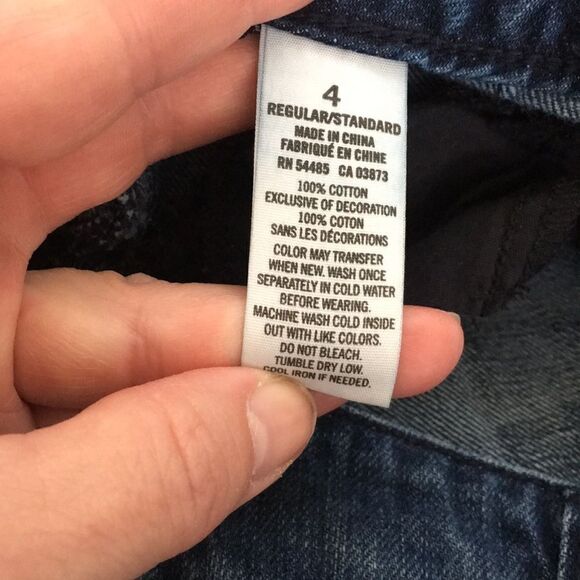 4
REGULAR/STANDARD
MADE IN CHINA
FABRIQUÉ EN CHINE
RN 54485 CA 03873
100% COTTON
EXCLUSIVE OF DECORATION
100% COTON
SANS LES DÉCORATIONS
COLOR MAY TRANSFER
WHEN NEW. WASH ONCE
SEPARATELY IN COLD WATER
BEFORE WEARING.
MACHINE WASH COLD INSIDE
OUT WITH LIKE COLORS.
DO NOT BLEACH.
TUMBLE DRY LOW.
COOL IRON IF NEEDED.